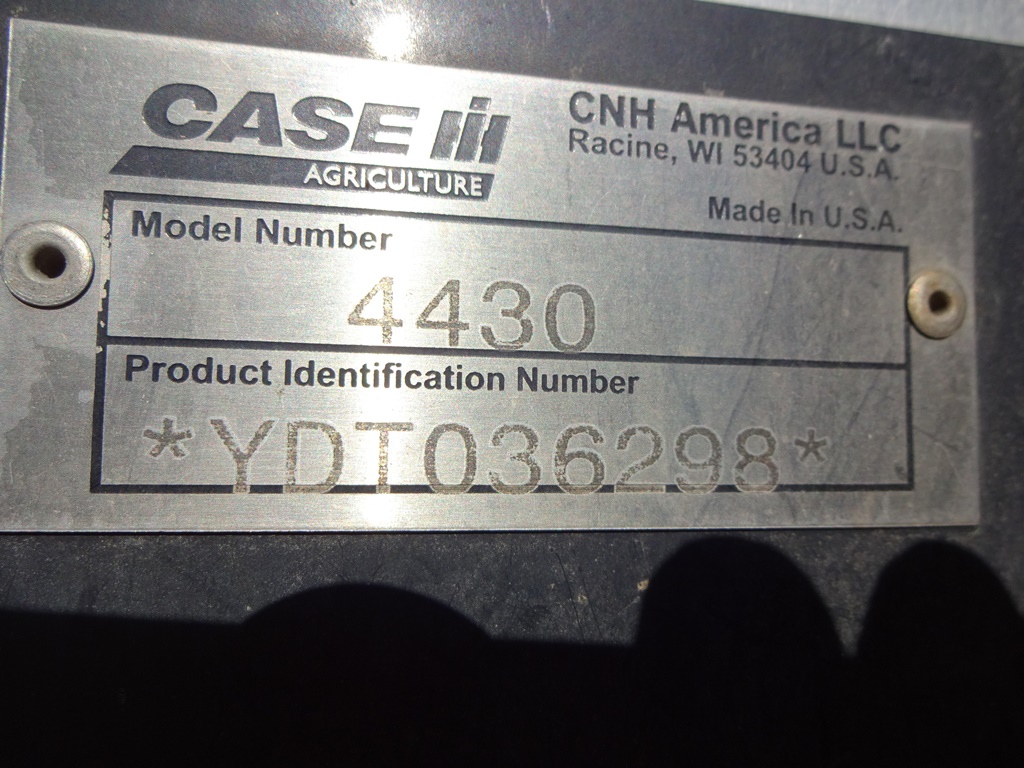 CASE IH
AGRICULTURE
CNH America LLC
Racine, WI 53404 U.S.A.
Made In U.S.A.
Model Number
4430
Product Identification Number
*YDT036298*